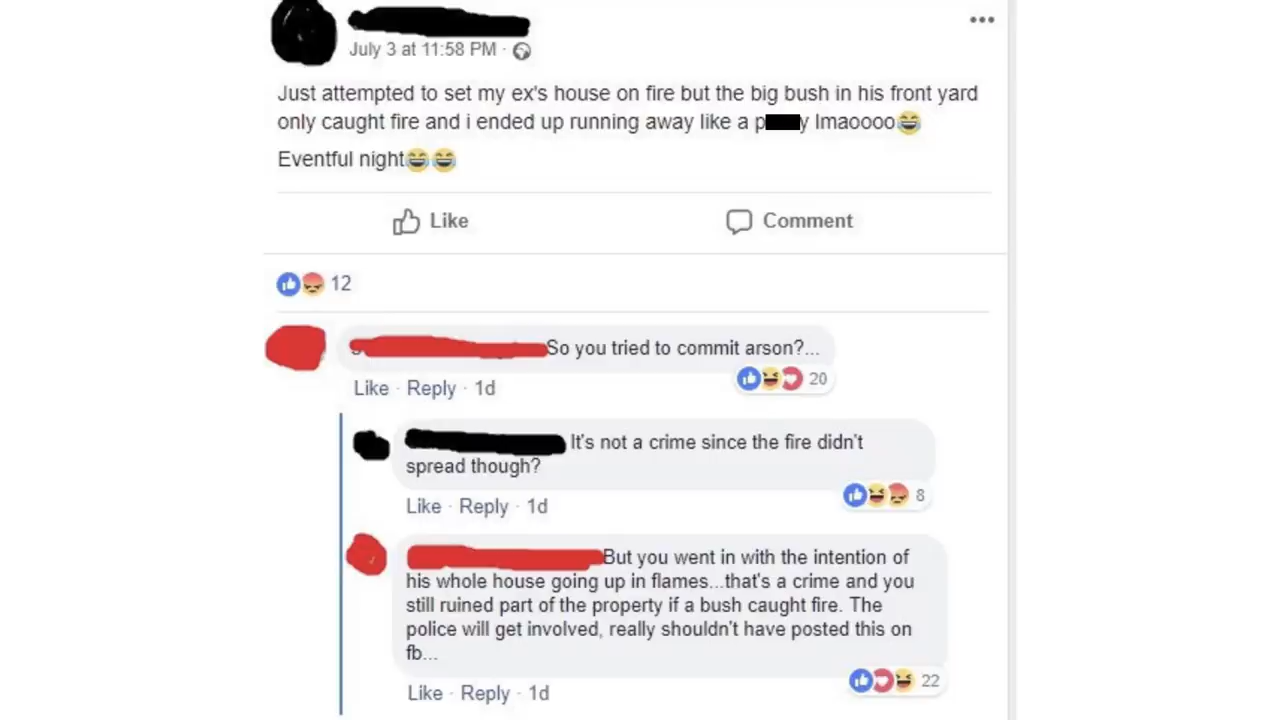 July 3 at 11:58 PM ·
Just attempted to set my ex's house on fire but the big bush in his front yard
only caught fire and i ended up running away like a p y lmaoooo😂
Eventful night😂😂
Like Comment
12
So you tried to commit arson?...
20
Like · Reply · 1d
It's not a crime since the fire didn't
spread though?
8
Like · Reply · 1d
But you went in with the intention of
his whole house going up in flames...that's a crime and you
still ruined part of the property if a bush caught fire. The
police will get involved, really shouldn't have posted this on
fb...
22
Like · Reply · 1d